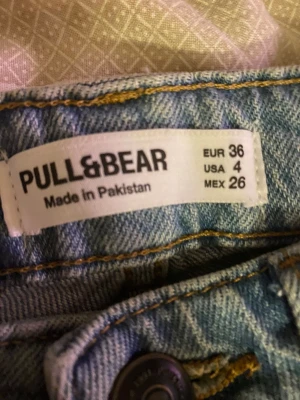 PULL&BEAR
Made in Pakistan
EUR 36
USA 4
MEX 26